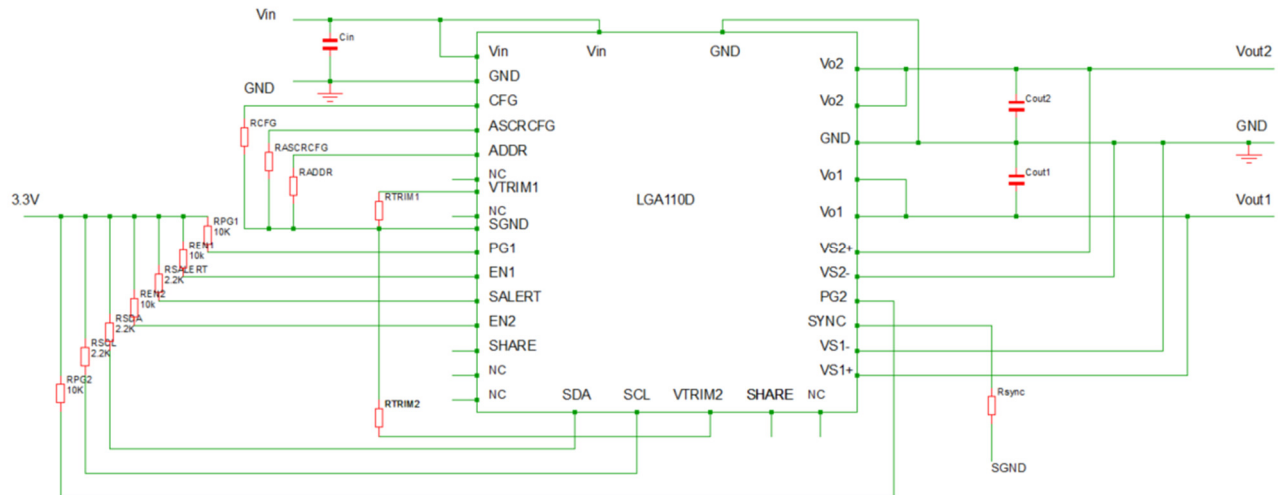 Vin
Cin
GND
Vin
Vin
GND
GND
CFG
ASCRCFG
ADDR
NC
VTRIM1
NC
SGND
PG1
EN1
SALERT
EN2
SHARE
NC
NC
SDA
SCL
VTRIM2
SHARE
NC
LGA110D
Vo2
Vo2
GND
Vo1
Vo1
VS2+
VS2-
PG2
SYNC
VS1-
VS1+
RCFG
RASCRCFG
RADDR
RTRIM1
3.3V
RPG1
10K
REN1
10k
RSALERT
2.2K
REN2
10k
RSDA
2.2K
RSCL
2.2K
RPG2
10K
RTRIM2
Cout2
Cout1
Vout2
GND
Vout1
Rsync
SGND